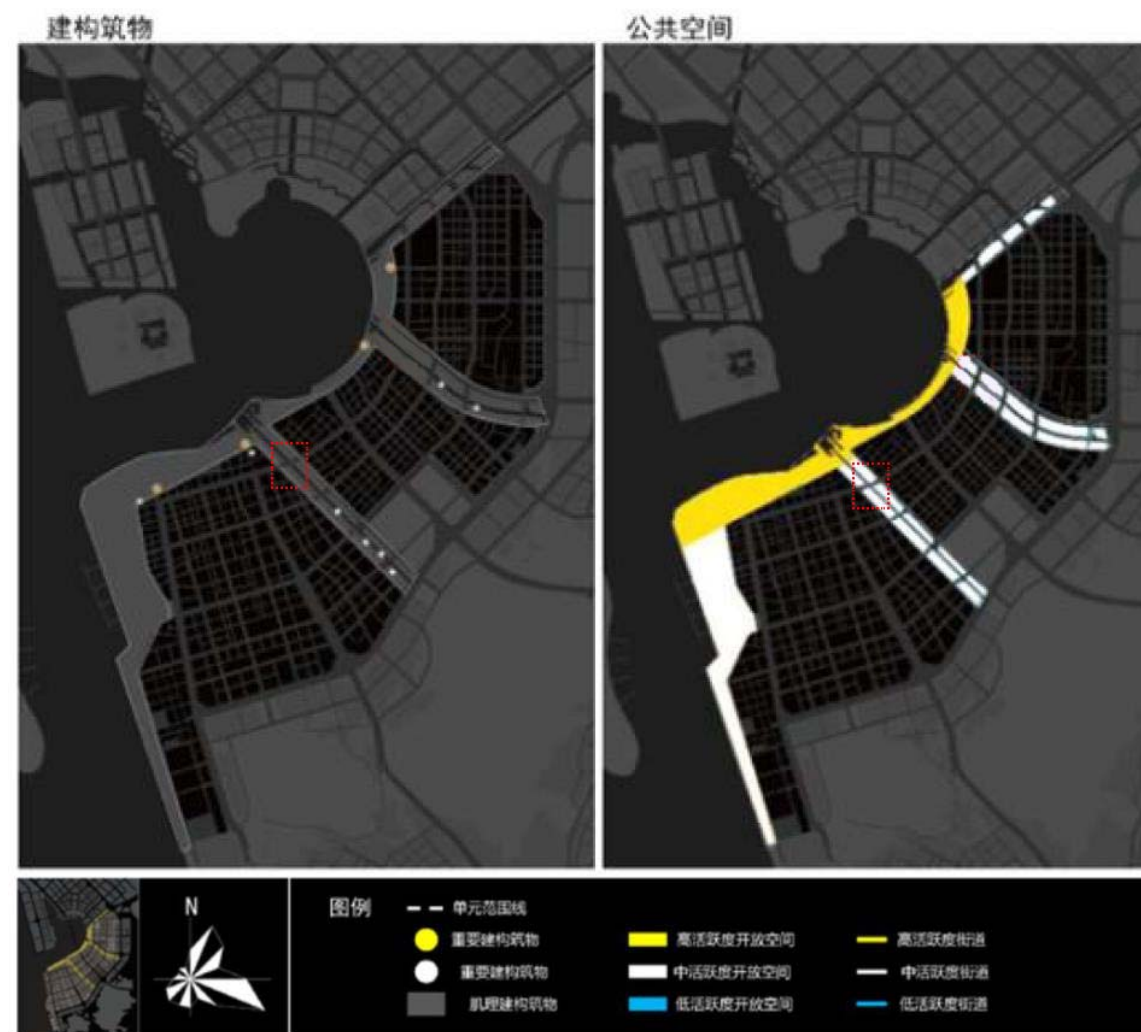 建构筑物
公共空间
N
图例
单元范围线
重要建构筑物
高活跃度开放空间
高活跃度街道
重要建构筑物
中活跃度开放空间
中活跃度街道
肌理建构筑物
低活跃度开放空间
低活跃度街道